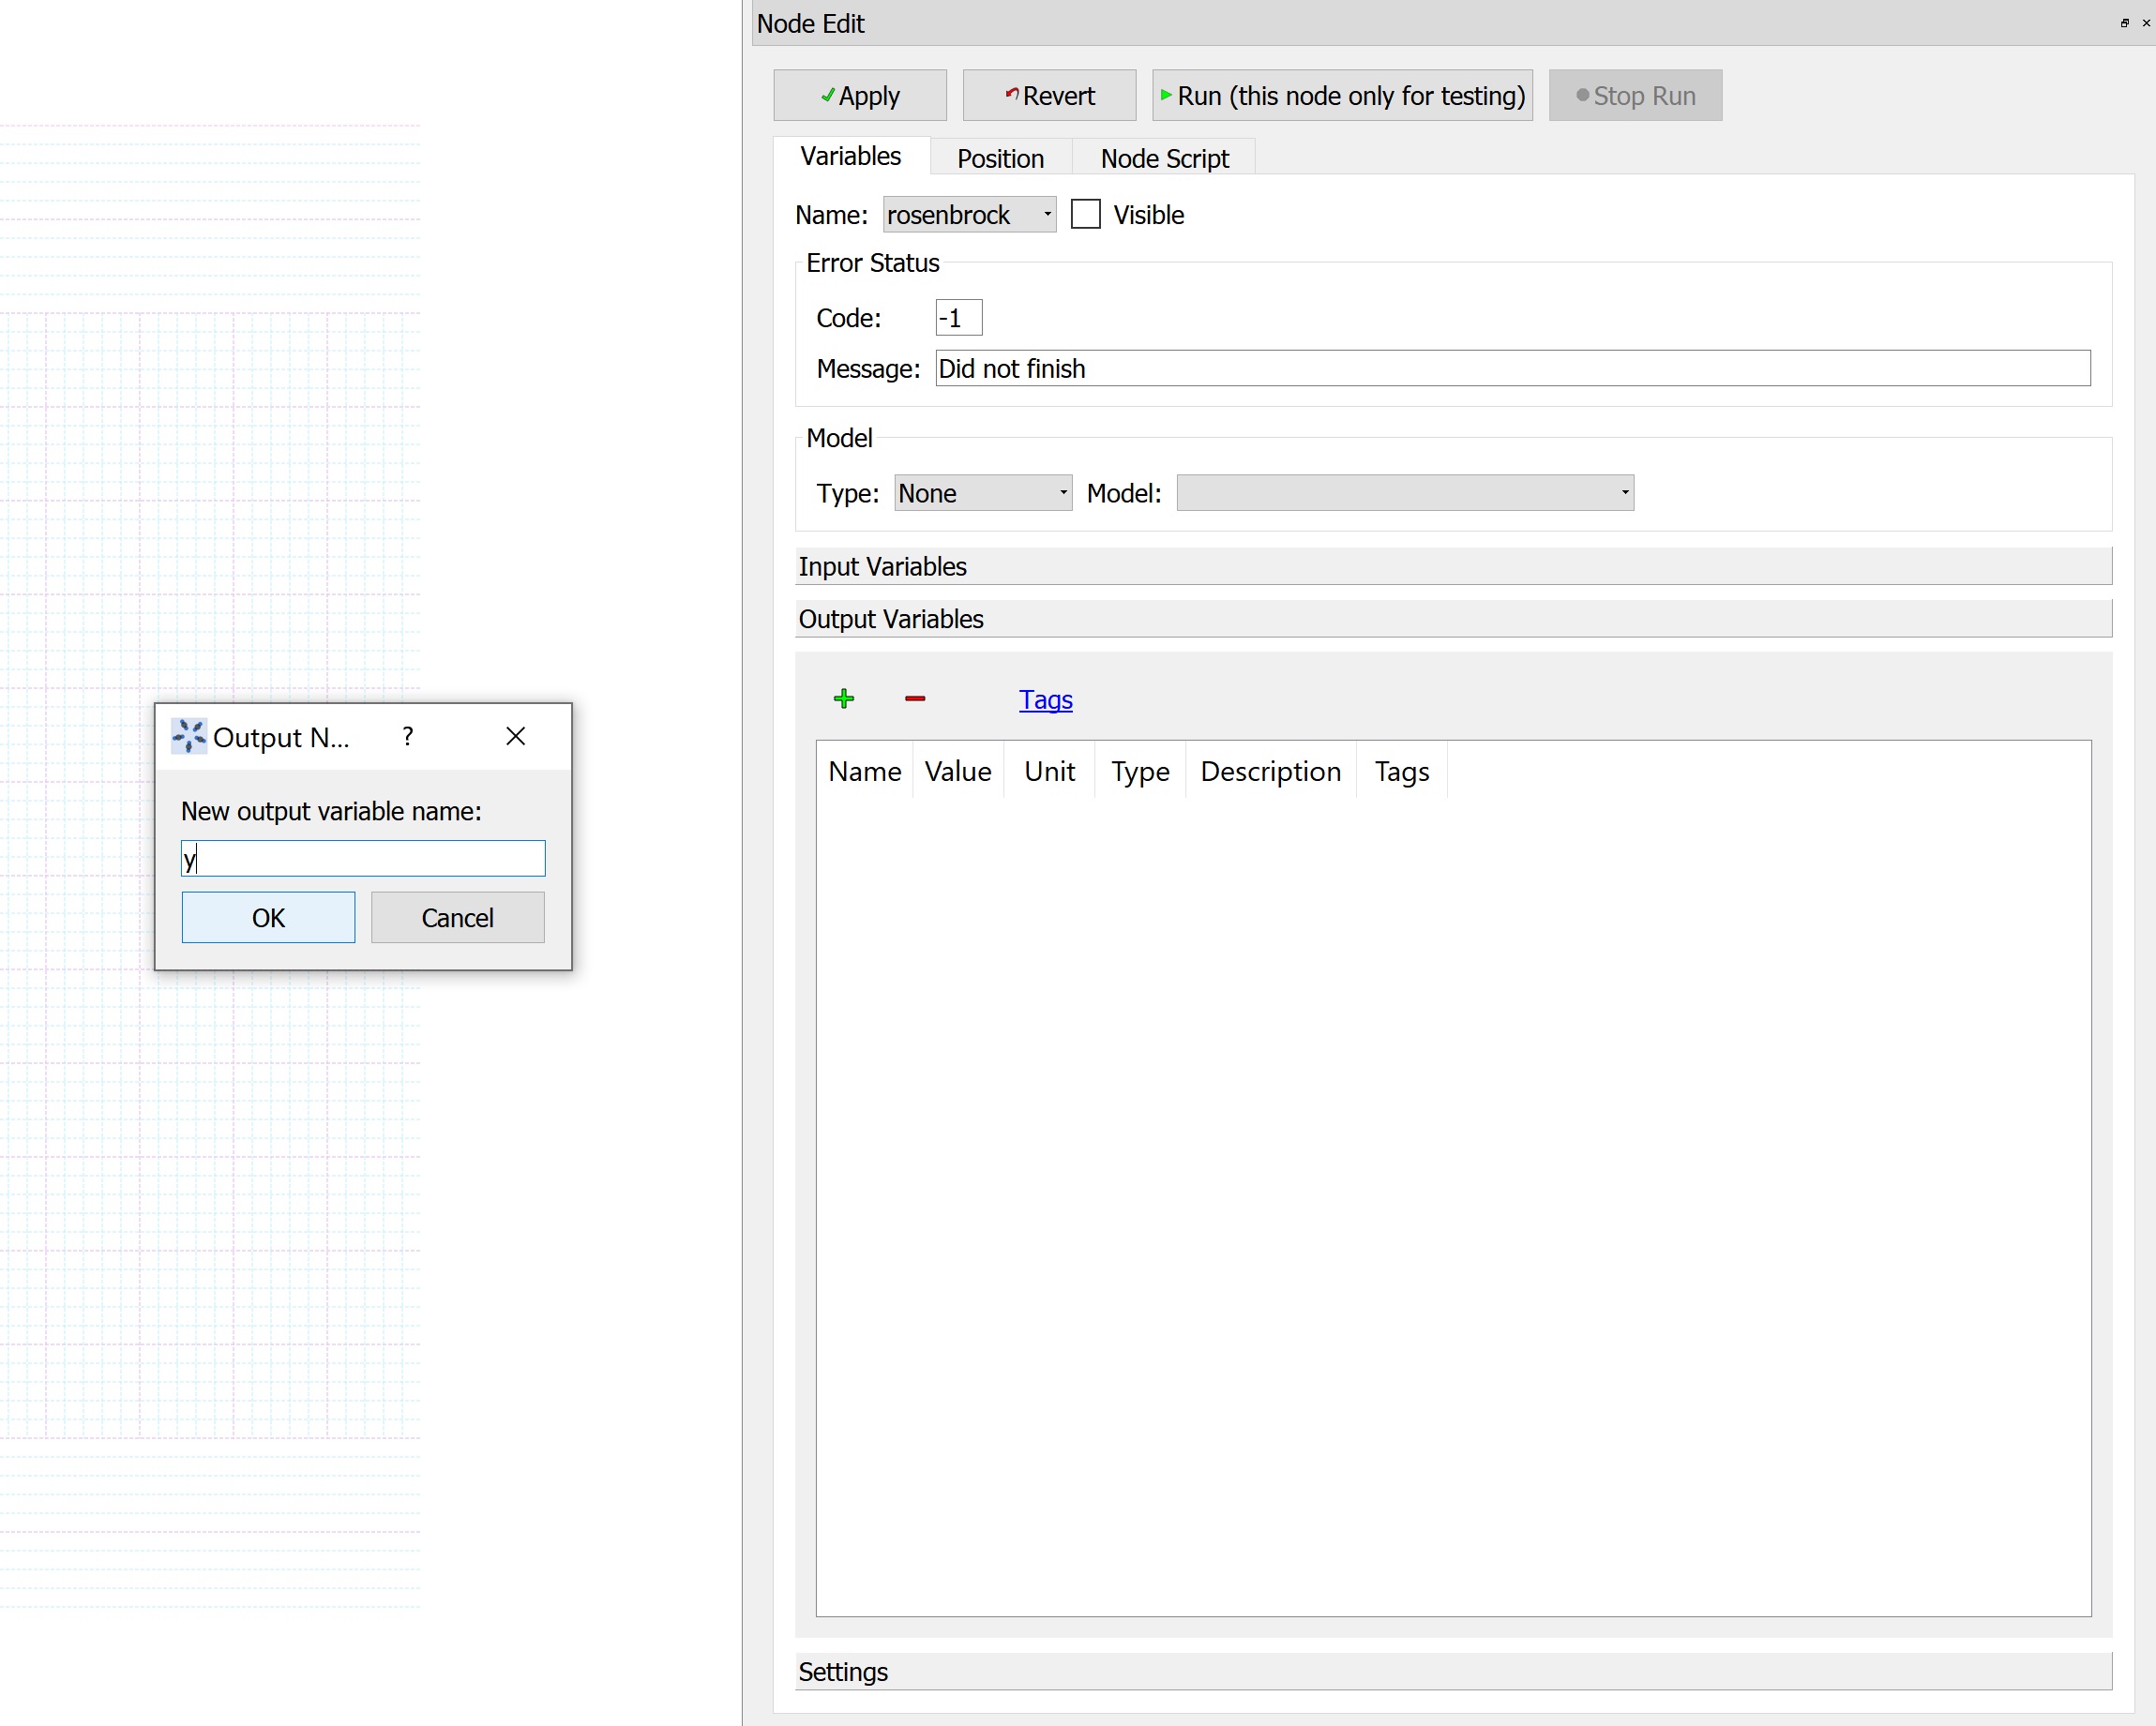 Node Edit
Apply Revert Run (this node only for testing) Stop Run
Variables Position Node Script
Name: rosenbrock Visible
Error Status
Code: -1
Message: Did not finish
Model
Type: None Model:
Input Variables
Output Variables
Tags
Name Value Unit Type Description Tags
Settings
Output N... ?
New output variable name:
y
OK Cancel